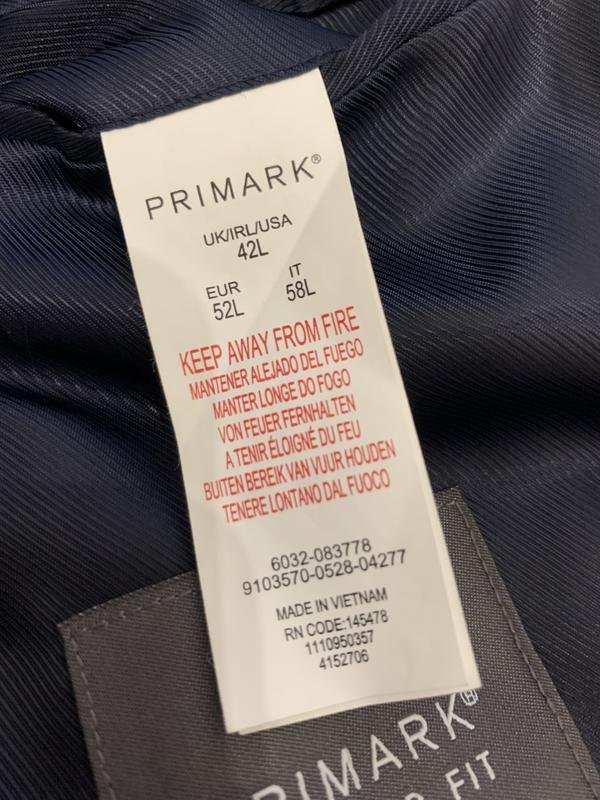 PRIMARK®
UK/IRL/USA
42L
EUR IT
52L 58L
KEEP AWAY FROM FIRE
MANTENER ALEJADO DEL FUEGO
MANTER LONGE DO FOGO
VON FEUER FERNHALTEN
A TENIR ÉLOIGNÉ DU FEU
BUITEN BEREIK VAN VUUR HOUDEN
TENERE LONTANO DAL FUOCO
6032-083778
9103570-0528-04277
MADE IN VIETNAM
RN CODE:145478
1110950357
4152706
PRIMARK®
FIT